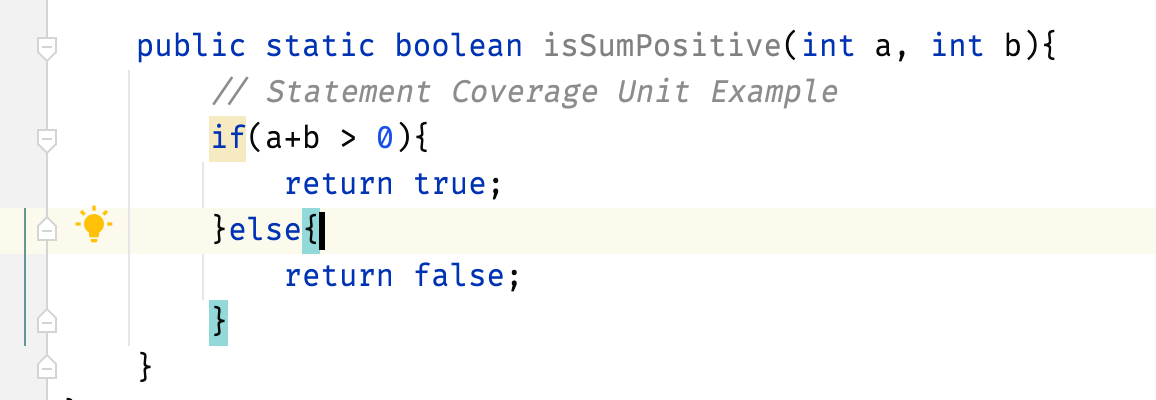 public static boolean isSumPositive(int a, int b){
// Statement Coverage Unit Example
if(a+b > 0){
return true;
}else{
return false;
}
}